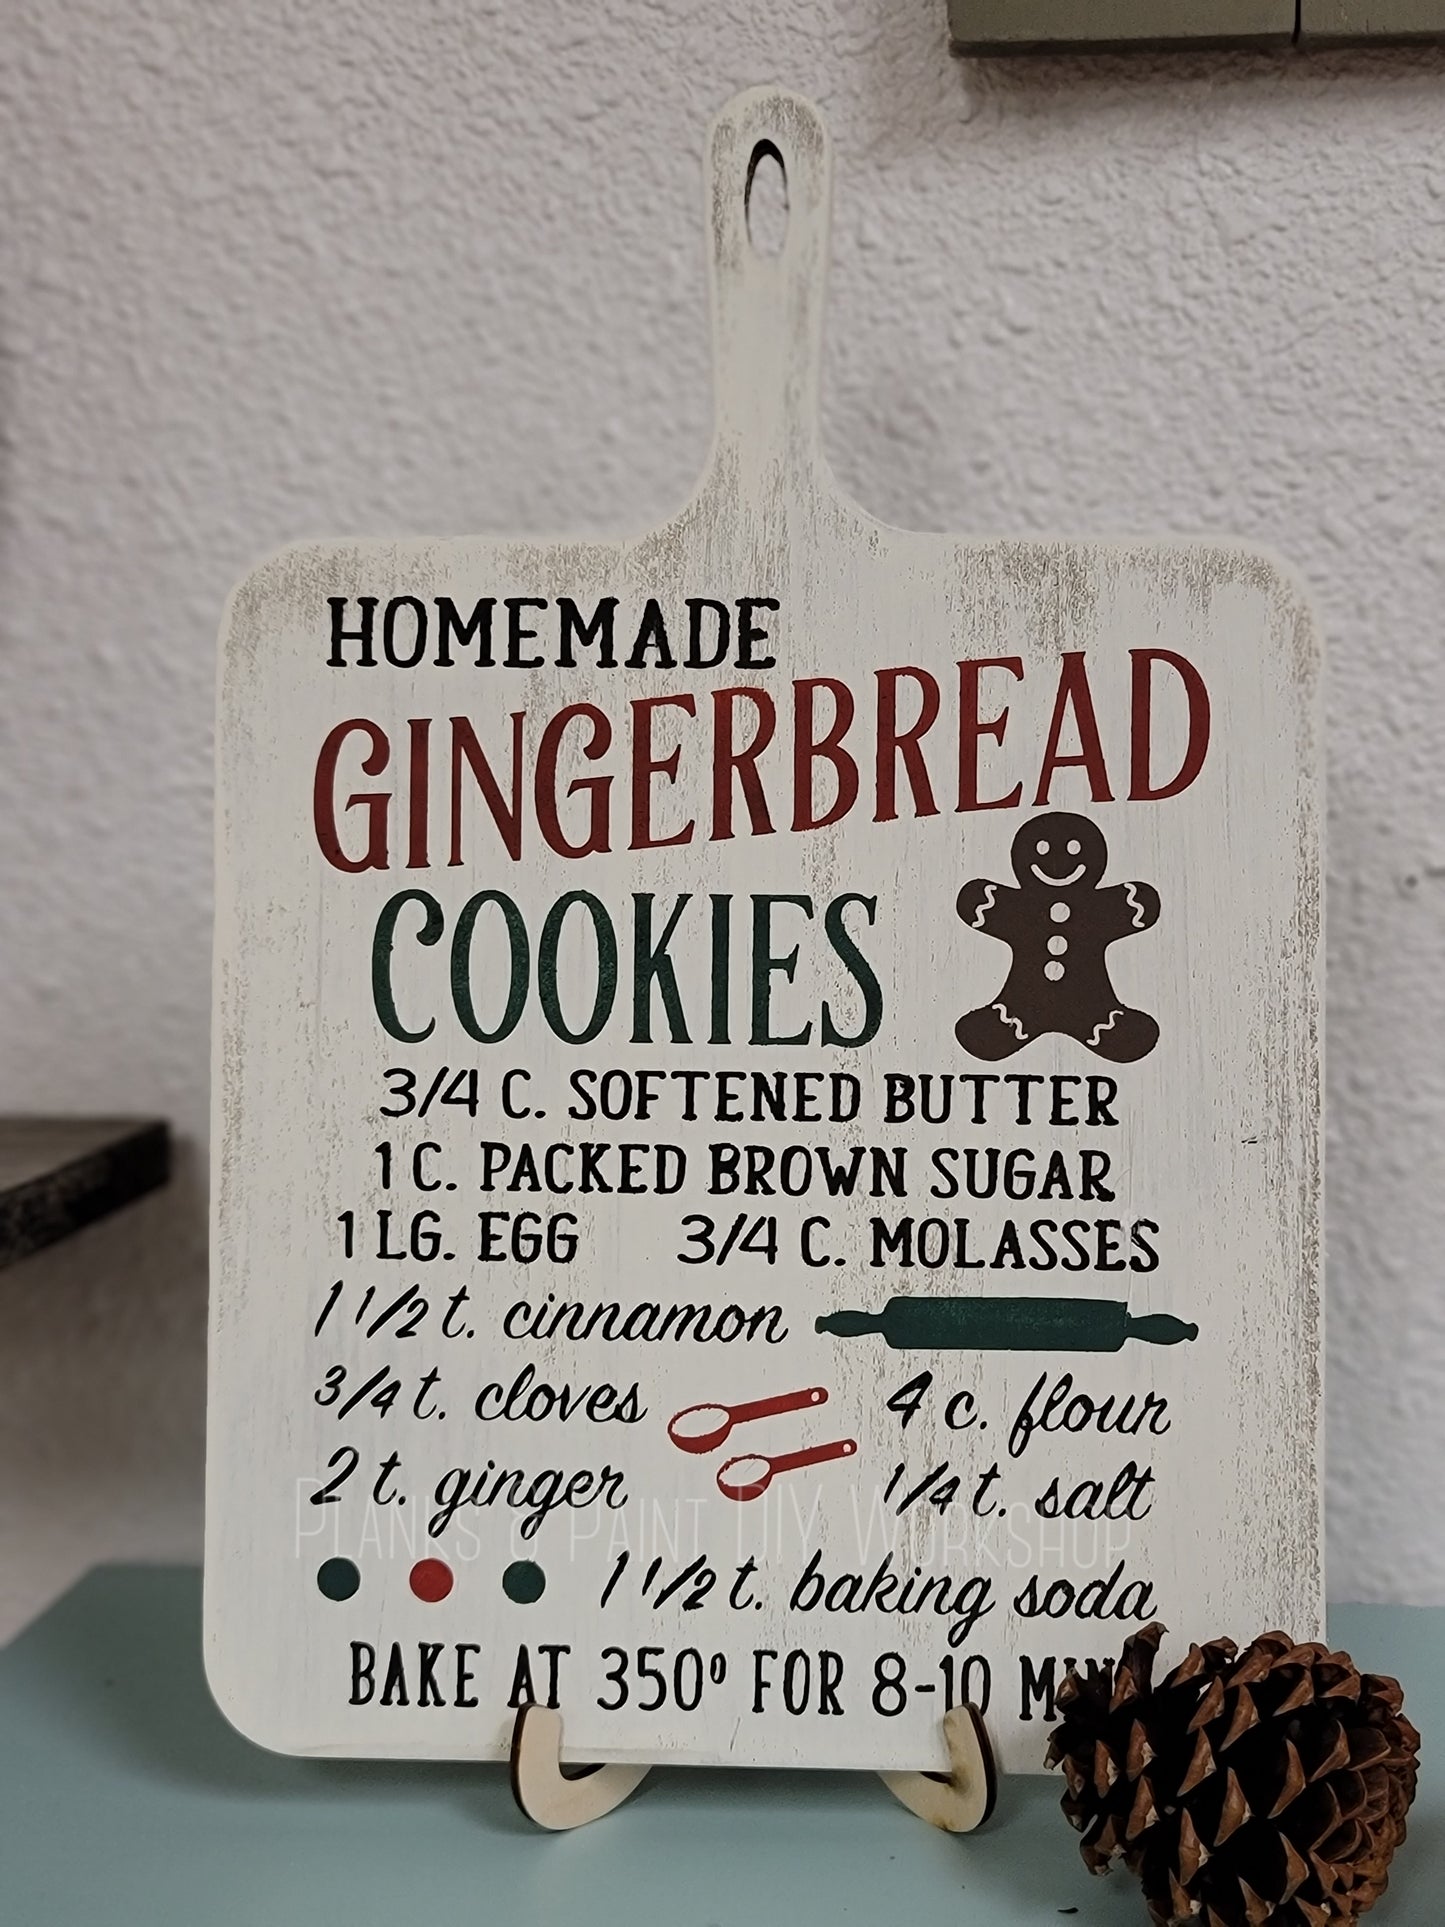 HOMEMADE
GINGERBREAD
COOKIES
3/4 C. SOFTENED BUTTER
1 C. PACKED BROWN SUGAR
1 LG. EGG 3/4 C. MOLASSES
1 1/2 t. cinnamon
3/4 t. cloves 4 c. flour
2 t. ginger 1/4 t. salt
PLANKS & PAINT DIY WORKSHOP
1 1/2 t. baking soda
BAKE AT 350° FOR 8-10